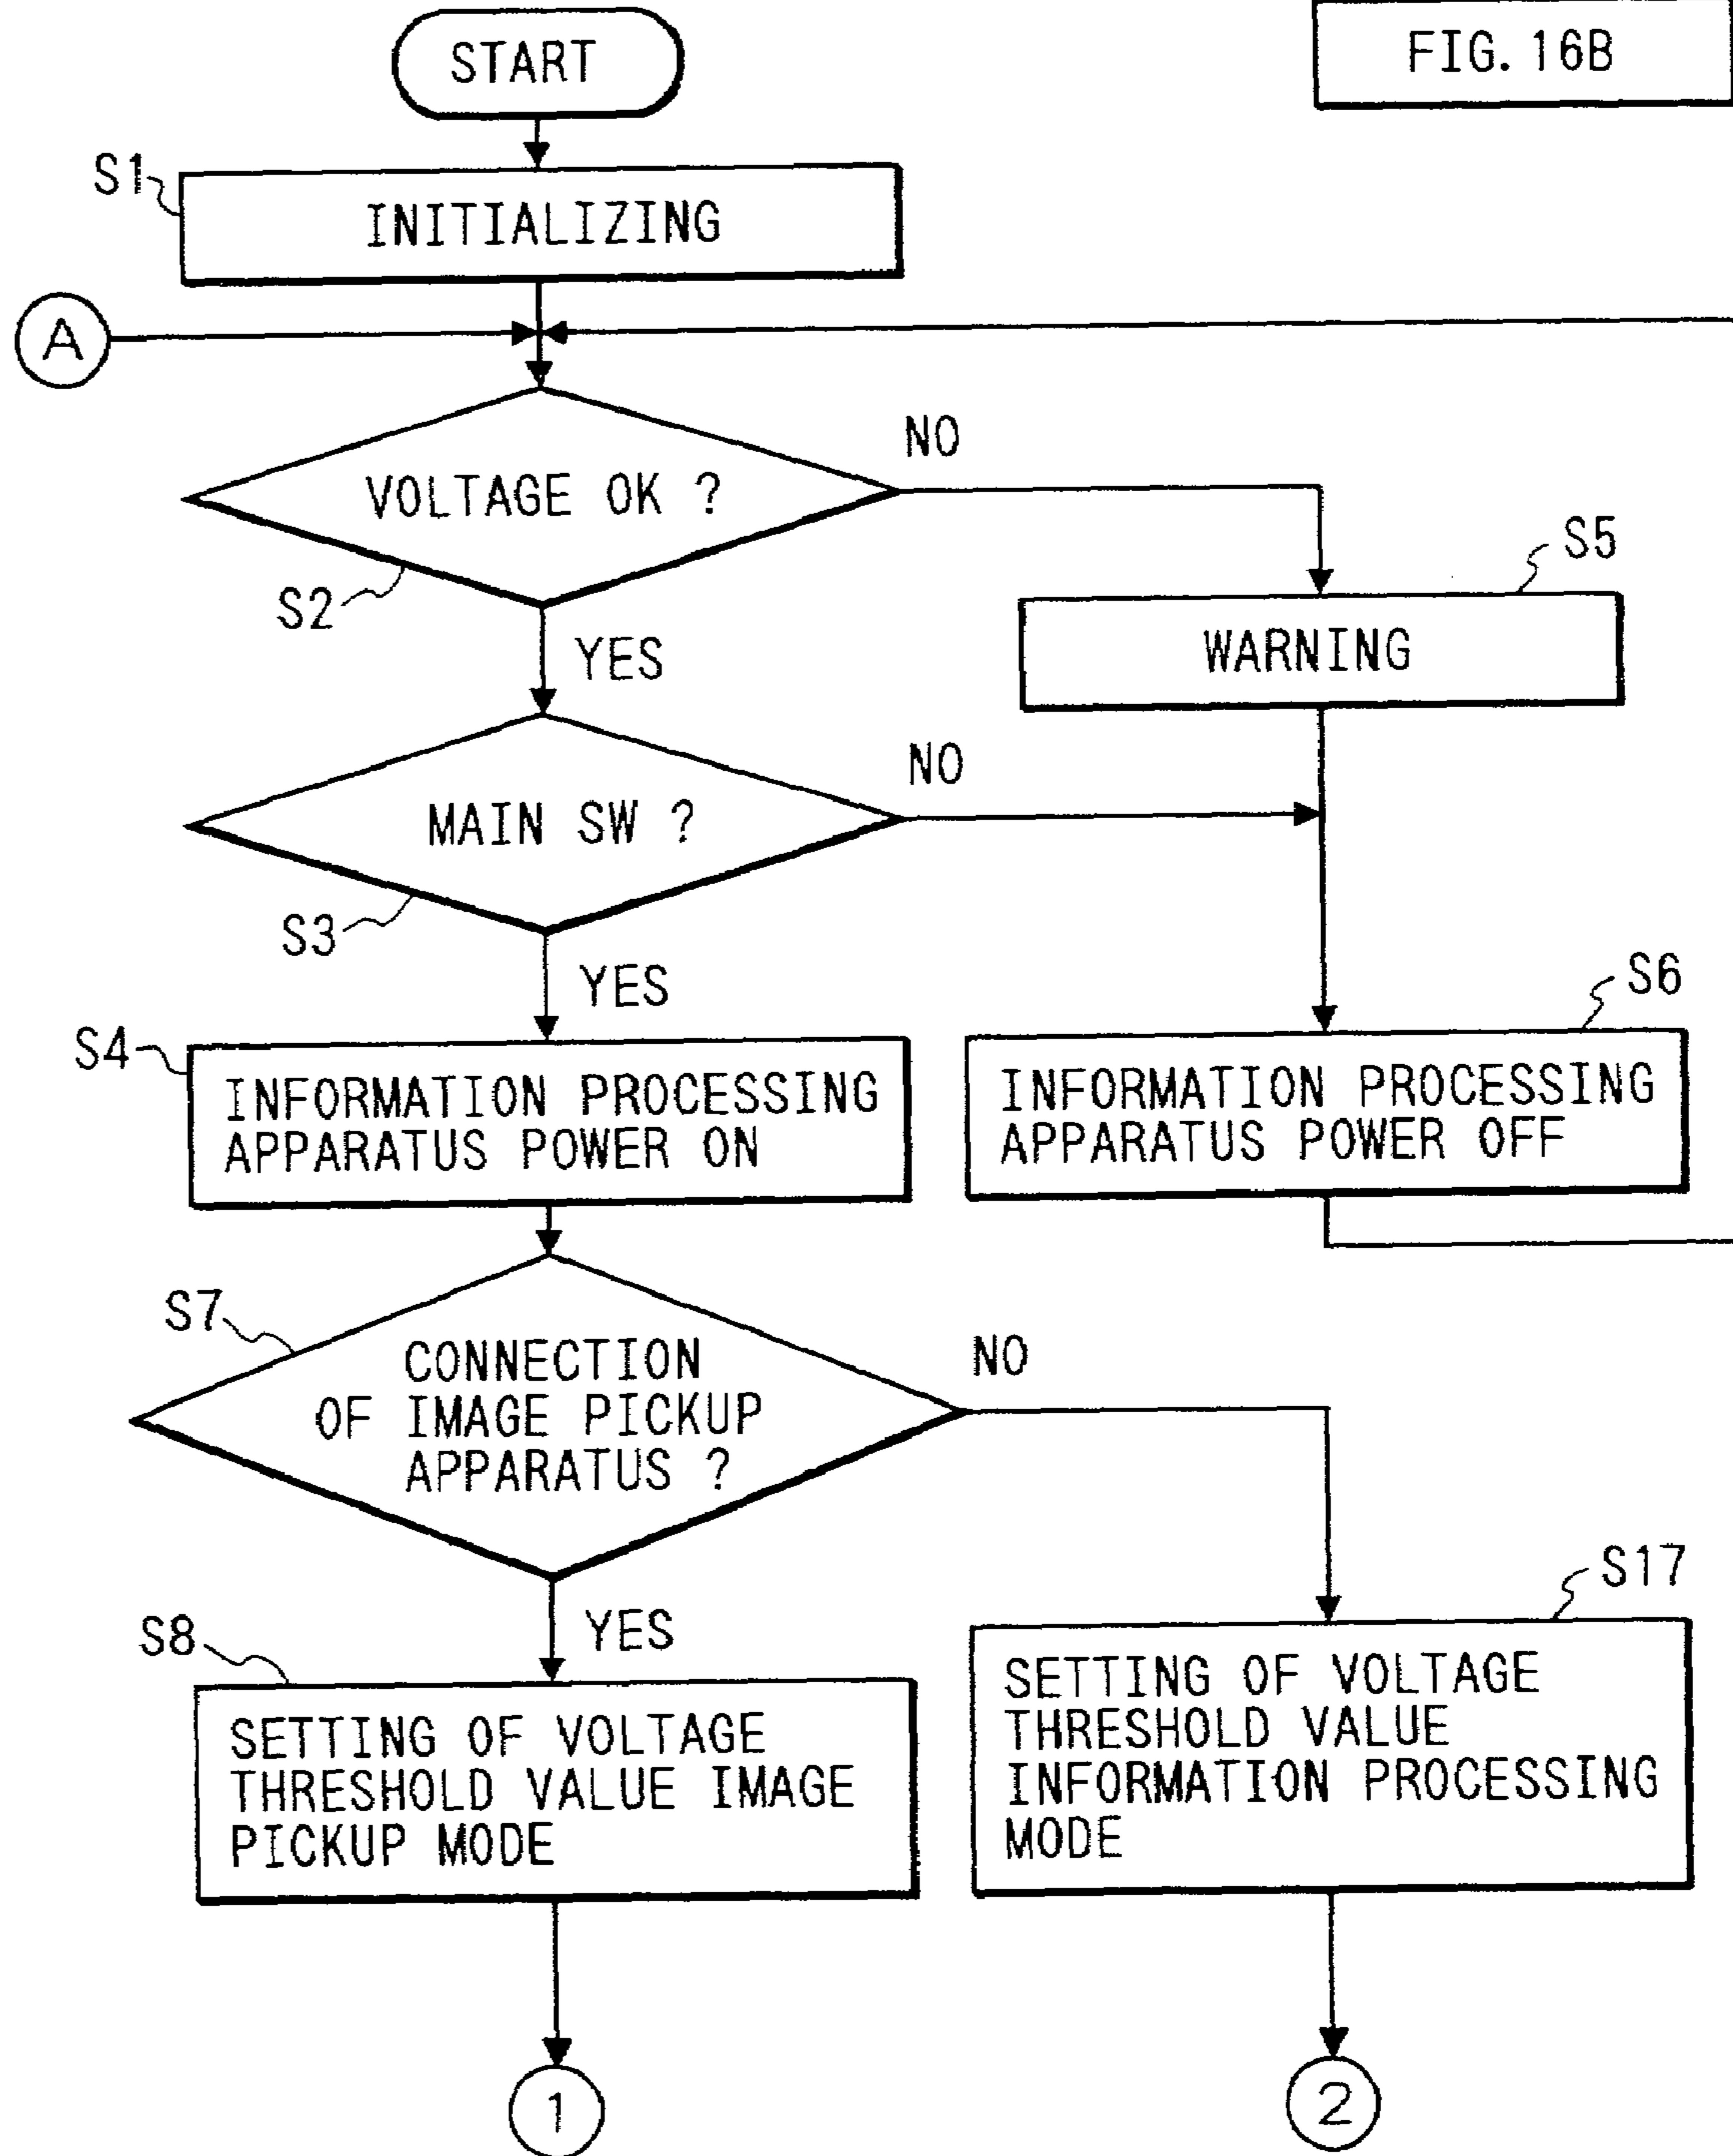 START
FIG. 16B
S1
INITIALIZING
A
VOLTAGE OK ?
NO
S2
YES
S5
WARNING
MAIN SW ?
NO
S3
YES
S4
INFORMATION PROCESSING
APPARATUS POWER ON
S6
INFORMATION PROCESSING
APPARATUS POWER OFF
S7
CONNECTION
OF IMAGE PICKUP
APPARATUS ?
NO
YES
S8
SETTING OF VOLTAGE
THRESHOLD VALUE IMAGE
PICKUP MODE
S17
SETTING OF VOLTAGE
THRESHOLD VALUE
INFORMATION PROCESSING
MODE
1
2